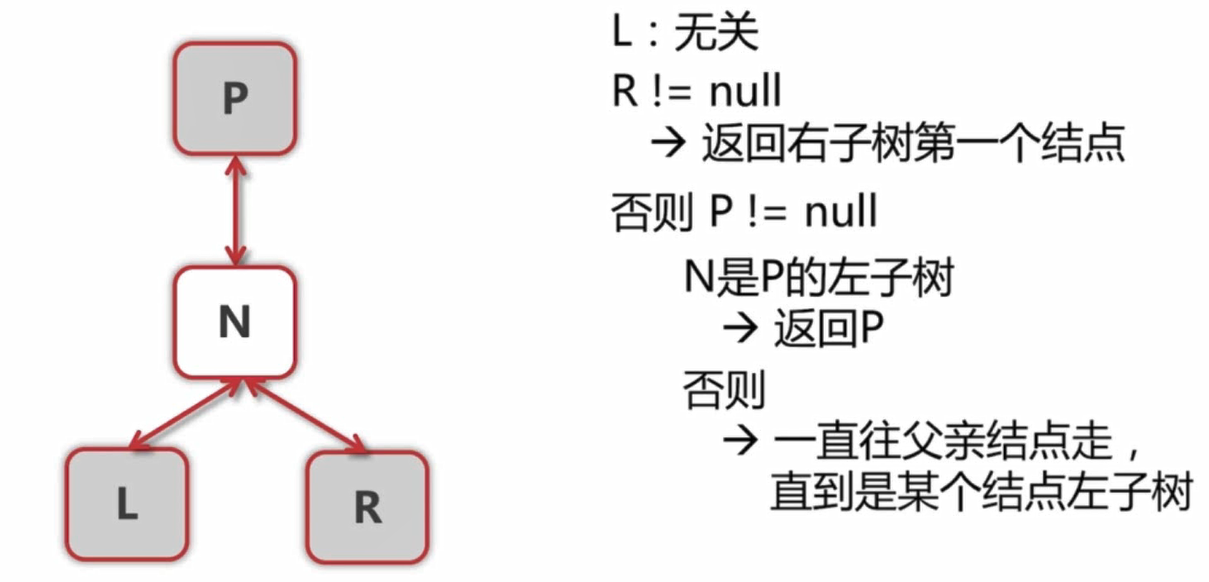 P
N
L
R
L：无关
R != null
→ 返回右子树第一个结点
否则 P != null
N是P的左子树
→ 返回P
否则
→ 一直往父亲结点走，
直到是某个结点左子树